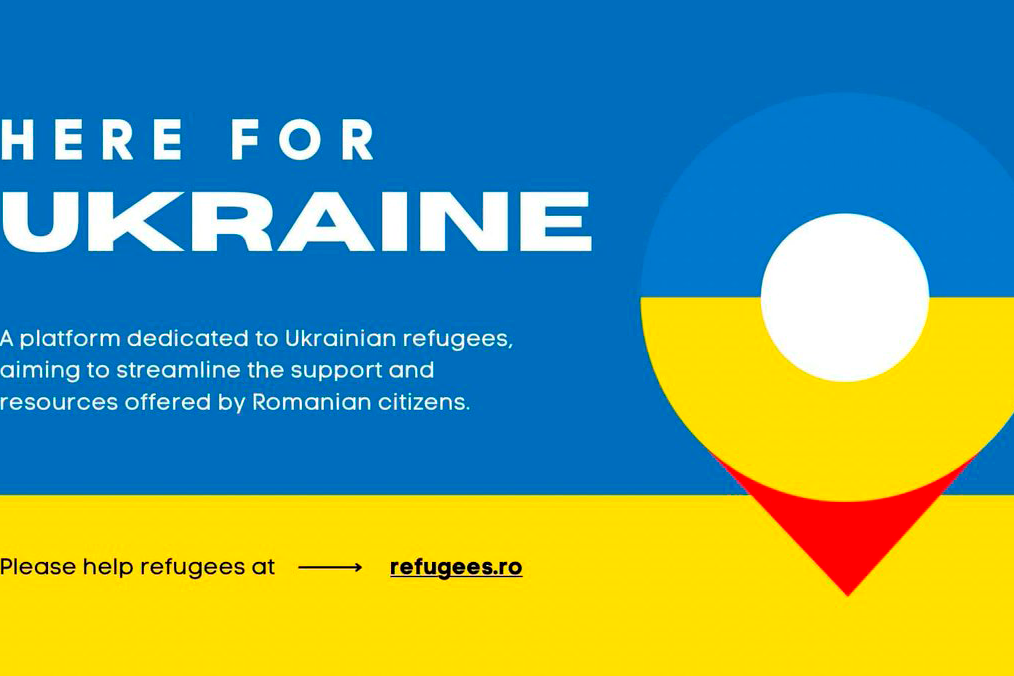 HERE FOR
UKRAINE
A platform dedicated to Ukrainian refugees,
aiming to streamline the support and
resources offered by Romanian citizens.
Please help refugees at → refugees.ro